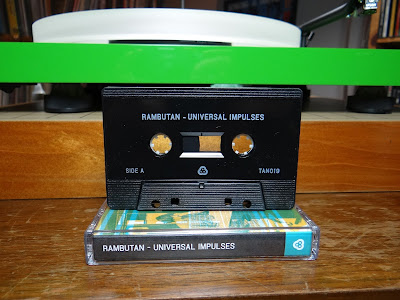 RAMBUTAN - UNIVERSAL IMPULSES
SIDE A
TAN019
RAMBUTAN - UNIVERSAL IMPULSES